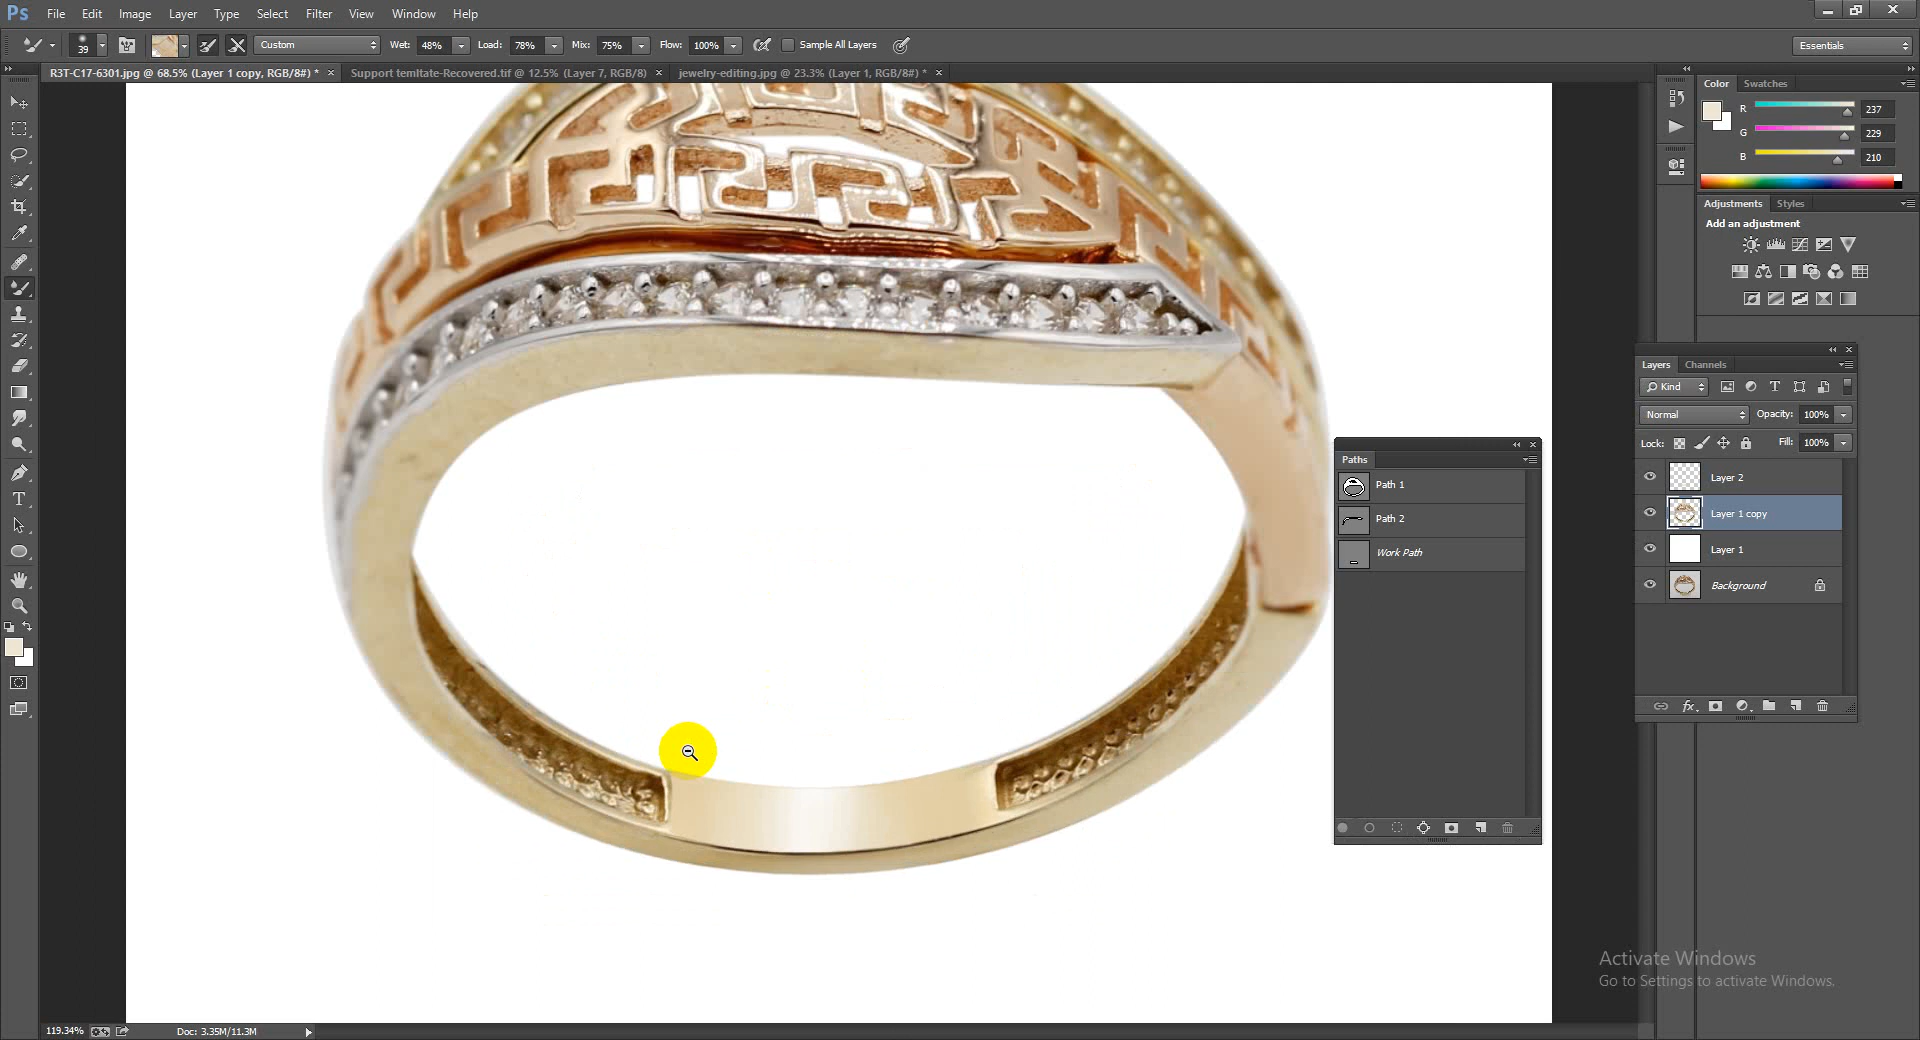 Ps File Edit Image Layer Type Select Filter View Window Help
39 Custom Wet: 48% Load: 78% Mix: 75% Flow: 100% Sample All Layers Essentials
R3T-C17-6301.jpg @ 68.5% (Layer 1 copy, RGB/8#) * × Support temltate-Recovered.tif @ 12.5% (Layer 7, RGB/8) × jewelry-editing.jpg @ 23.3% (Layer 1, RGB/8#) * ×
Color Swatches
R 237
G 229
B 210
Adjustments Styles
Add an adjustment
Layers Channels
Kind
Normal Opacity: 100%
Lock: Fill: 100%
Layer 2
Layer 1 copy
Layer 1
Background
Paths
Path 1
Path 2
Work Path
Activate Windows
Go to Settings to activate Windows.
119.34% Doc: 3.35M/11.3M